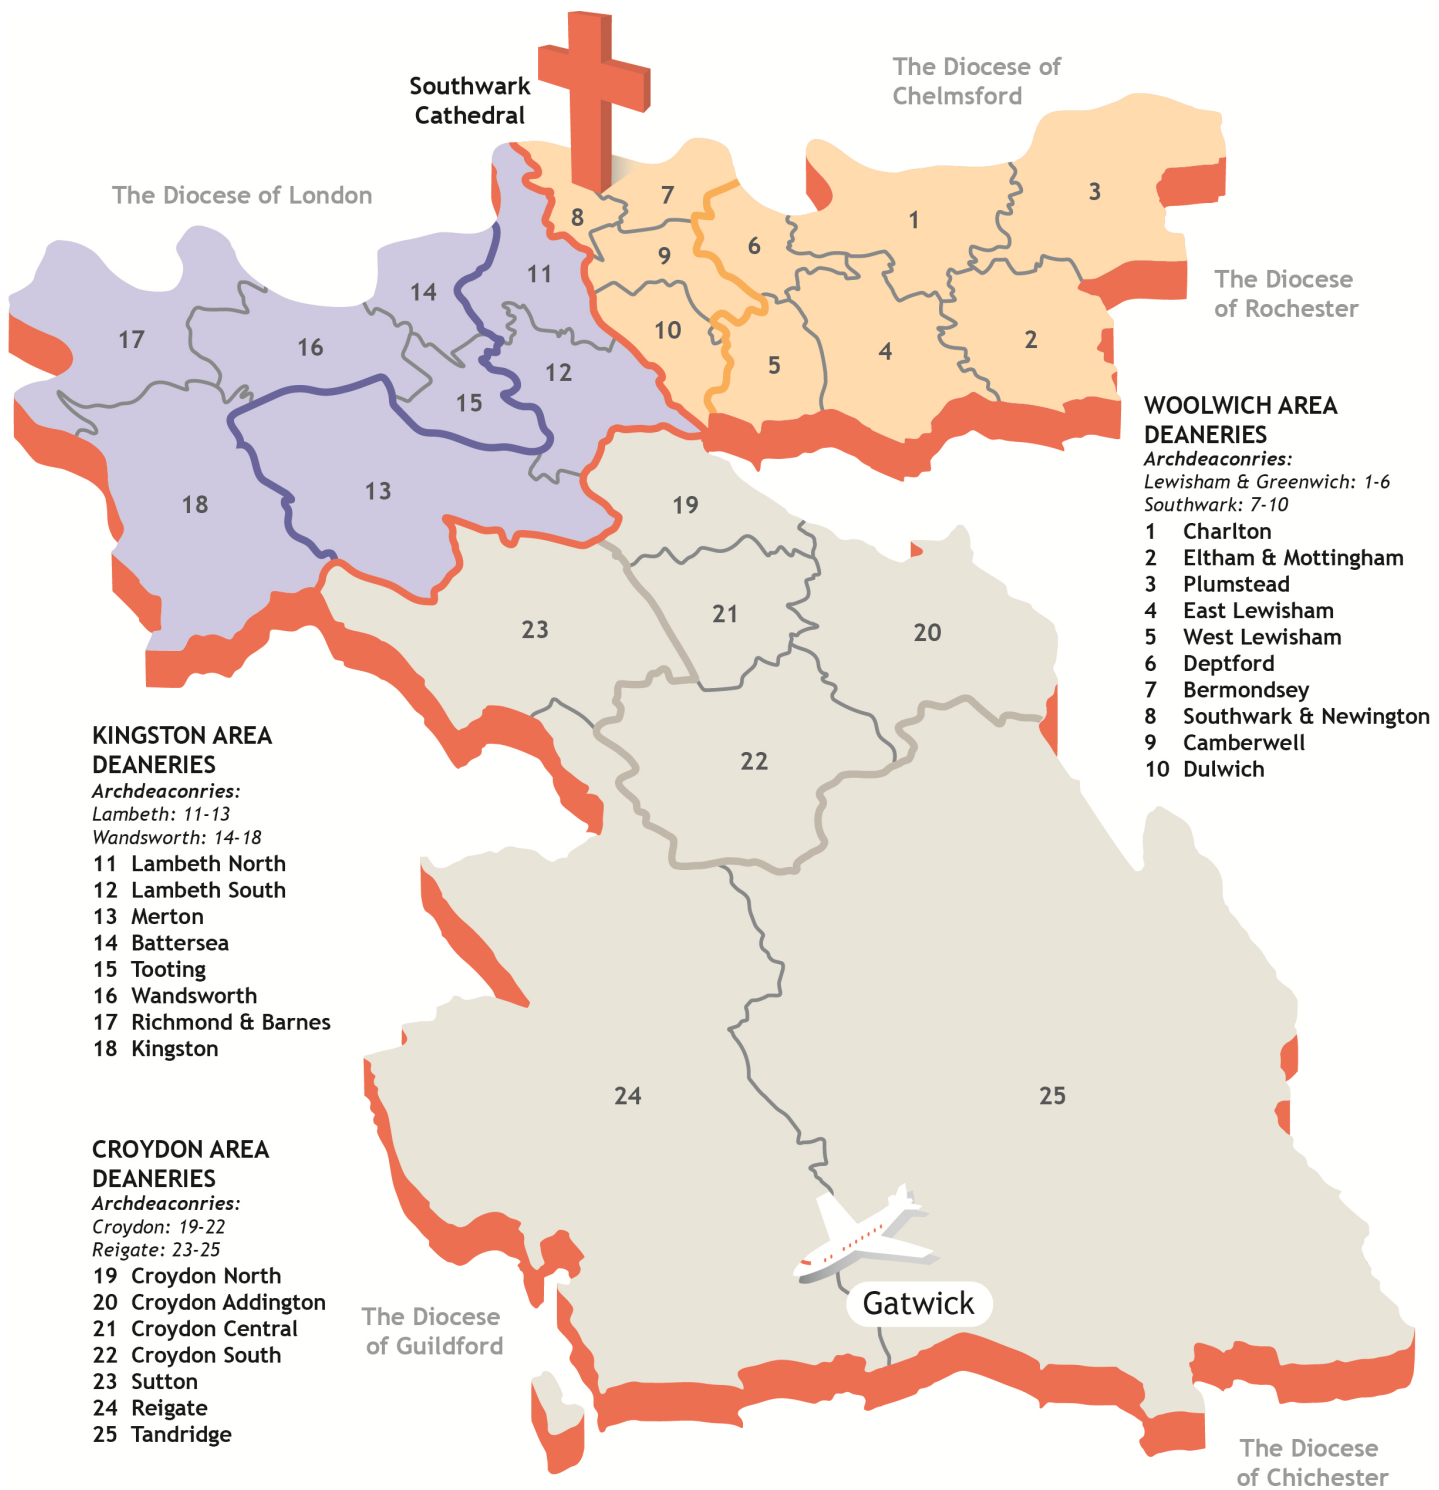 Southwark
Cathedral
The Diocese of
Chelmsford
The Diocese of London
The Diocese
of Rochester
7
8
9
10
6
1
3
2
4
5
11
14
12
17
16
15
13
18
19
21
20
23
22
24
25
WOOLWICH AREA
DEANERIES
Archdeaconries:
Lewisham & Greenwich: 1-6
Southwark: 7-10
1 Charlton
2 Eltham & Mottingham
3 Plumstead
4 East Lewisham
5 West Lewisham
6 Deptford
7 Bermondsey
8 Southwark & Newington
9 Camberwell
10 Dulwich
KINGSTON AREA
DEANERIES
Archdeaconries:
Lambeth: 11-13
Wandsworth: 14-18
11 Lambeth North
12 Lambeth South
13 Merton
14 Battersea
15 Tooting
16 Wandsworth
17 Richmond & Barnes
18 Kingston
CROYDON AREA
DEANERIES
Archdeaconries:
Croydon: 19-22
Reigate: 23-25
19 Croydon North
20 Croydon Addington
21 Croydon Central
22 Croydon South
23 Sutton
24 Reigate
25 Tandridge
Gatwick
The Diocese
of Guildford
The Diocese
of Chichester